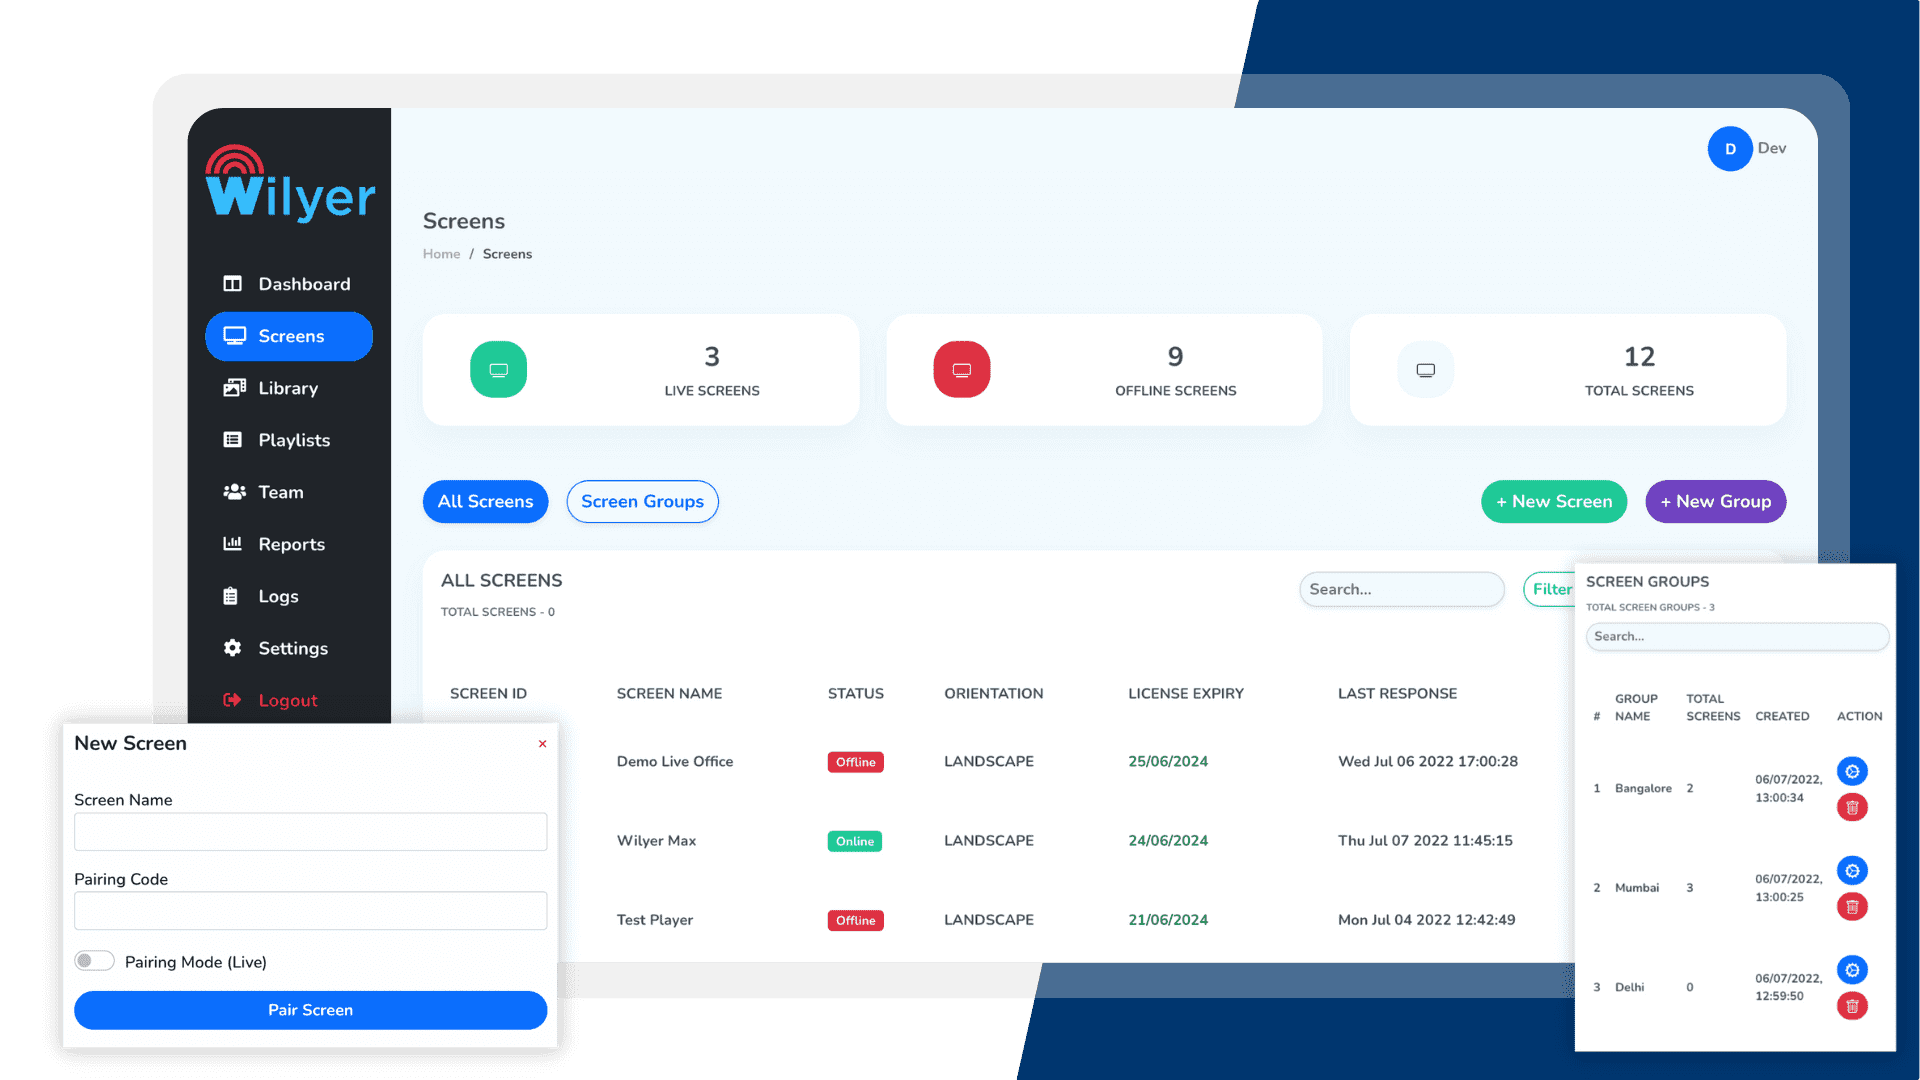 Wilyer
Dashboard
Screens
Library
Playlists
Team
Reports
Logs
Settings
Logout
D Dev
Screens
Home / Screens
3
LIVE SCREENS
9
OFFLINE SCREENS
12
TOTAL SCREENS
All Screens
Screen Groups
+ New Screen
+ New Group
ALL SCREENS
TOTAL SCREENS - 0
Search...
Filter
SCREEN ID SCREEN NAME STATUS ORIENTATION LICENSE EXPIRY LAST RESPONSE
Demo Live Office Offline LANDSCAPE 25/06/2024 Wed Jul 06 2022 17:00:28
Wilyer Max Online LANDSCAPE 24/06/2024 Thu Jul 07 2022 11:45:15
Test Player Offline LANDSCAPE 21/06/2024 Mon Jul 04 2022 12:42:49
New Screen ×
Screen Name
Pairing Code
Pairing Mode (Live)
Pair Screen
SCREEN GROUPS
TOTAL SCREEN GROUPS - 3
Search...
# GROUP NAME TOTAL SCREENS CREATED ACTION
1 Bangalore 2 06/07/2022, 13:00:34
2 Mumbai 3 06/07/2022, 13:00:25
3 Delhi 0 06/07/2022, 12:59:50